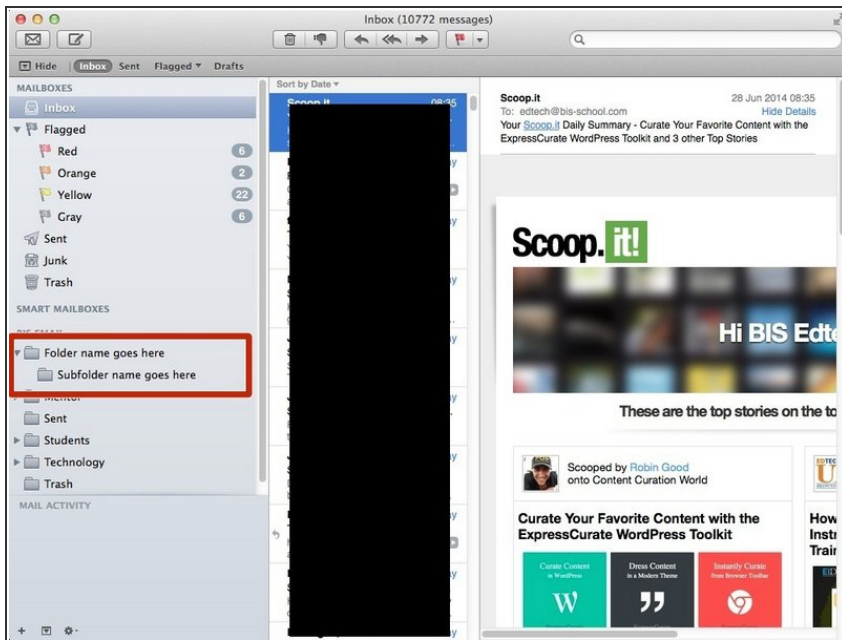 Inbox (10772 messages)
Hide Inbox Sent Flagged Drafts
MAILBOXES
Inbox
Flagged
Red 6
Orange 2
Yellow 22
Gray 6
Sent
Junk
Trash
SMART MAILBOXES
BIS EMAIL
Folder name goes here
Subfolder name goes here
Mentor
Sent
Students
Technology
Trash
MAIL ACTIVITY
Sort by Date
Scoop.it 08:35
Scoop.it 28 Jun 2014 08:35
To: edtech@bis-school.com Hide Details
Your Scoop.it Daily Summary - Curate Your Favorite Content with the
ExpressCurate WordPress Toolkit and 3 other Top Stories
Scoop.it!
Hi BIS Edte
These are the top stories on the to
Scooped by Robin Good
onto Content Curation World
Curate Your Favorite Content with the
ExpressCurate WordPress Toolkit
Curate Content
in WordPress
Dress Content
in a Modern Theme
Instantly Curate
from Browser Toolbar
EDTEC
How
Instr
Train